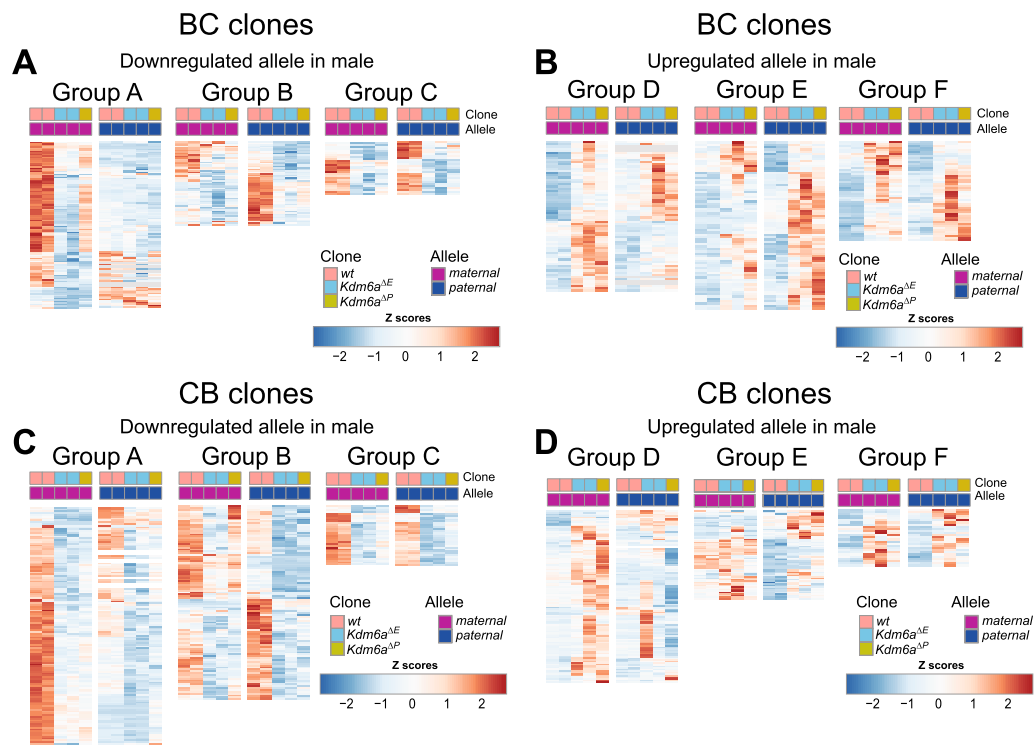 BC clones
A
Downregulated allele in male
Group A
Group B
Group C
Clone
Allele
Clone
wt
Kdm6aΔE
Kdm6aΔP
Allele
maternal
paternal
Z scores
−2 −1 0 1 2
BC clones
B
Upregulated allele in male
Group D
Group E
Group F
Clone
Allele
Clone
wt
Kdm6aΔE
Kdm6aΔP
Allele
maternal
paternal
Z scores
−2 −1 0 1 2
CB clones
C
Downregulated allele in male
Group A
Group B
Group C
Clone
Allele
Clone
wt
Kdm6aΔE
Kdm6aΔP
Allele
maternal
paternal
Z scores
−2 −1 0 1 2
CB clones
D
Upregulated allele in male
Group D
Group E
Group F
Clone
Allele
Clone
wt
Kdm6aΔE
Kdm6aΔP
Allele
maternal
paternal
Z scores
−2 −1 0 1 2